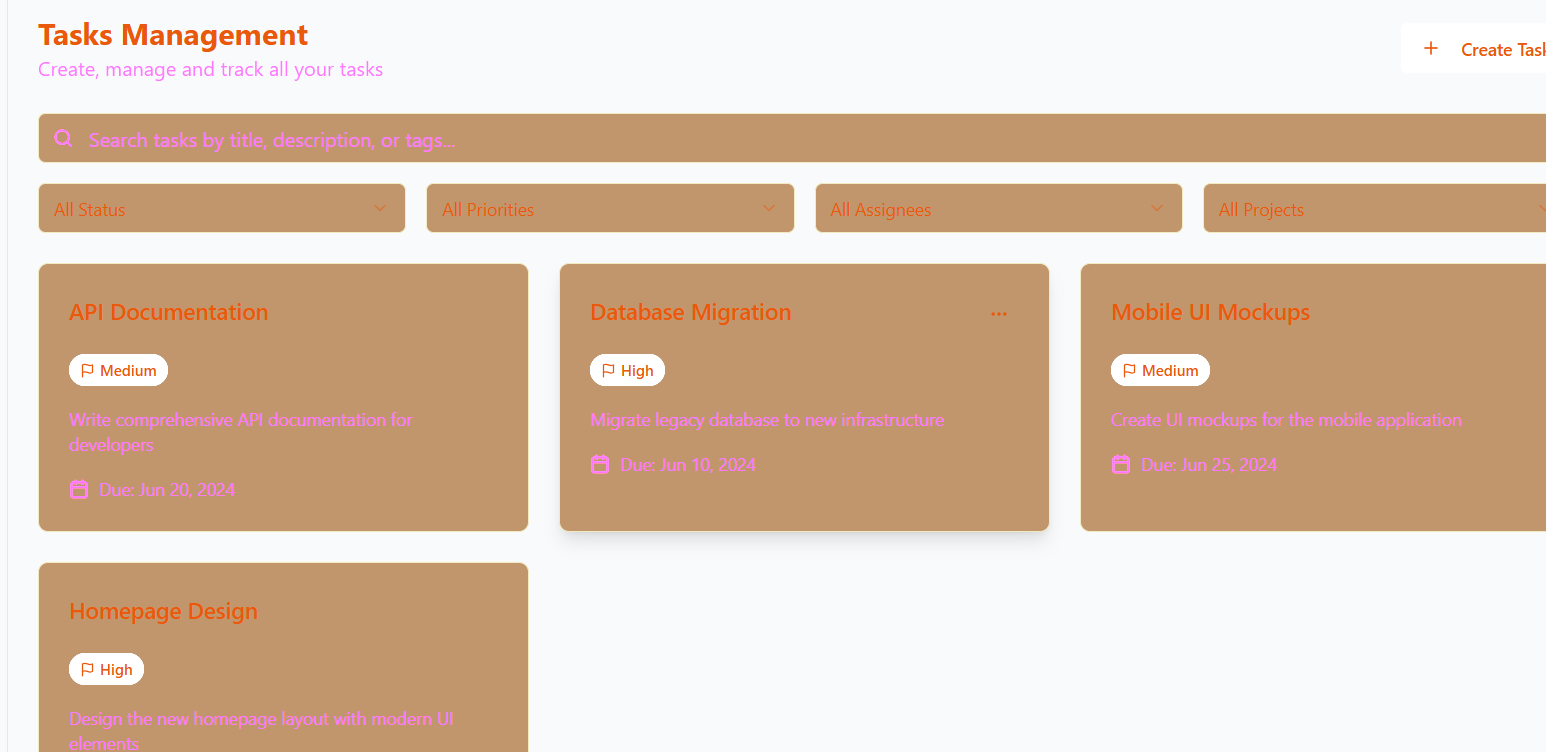 Tasks Management
Create, manage and track all your tasks
Create Task
Search tasks by title, description, or tags...
All Status
All Priorities
All Assignees
All Projects
API Documentation
Medium
Write comprehensive API documentation for
developers
Due: Jun 20, 2024
Database Migration
High
Migrate legacy database to new infrastructure
Due: Jun 10, 2024
Mobile UI Mockups
Medium
Create UI mockups for the mobile application
Due: Jun 25, 2024
Homepage Design
High
Design the new homepage layout with modern UI
elements